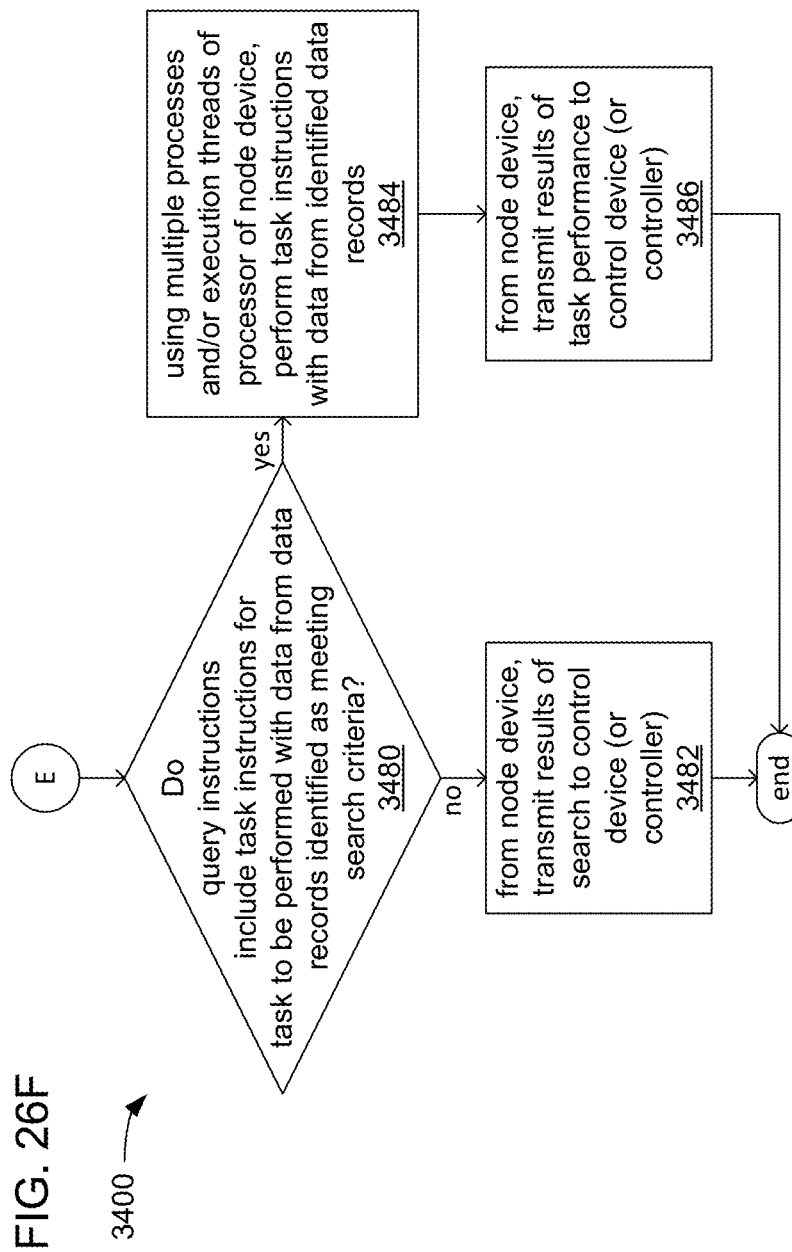 FIG. 26F
3400
E
Do
query instructions
include task instructions for
task to be performed with data from data
records identified as meeting
search criteria?
3480
yes
no
using multiple processes
and/or execution threads of
processor of node device,
perform task instructions
with data from identified data
records
3484
from node device,
transmit results of
search to control
device (or
controller)
3482
from node device,
transmit results of
task performance to
control device (or
controller)
3486
end